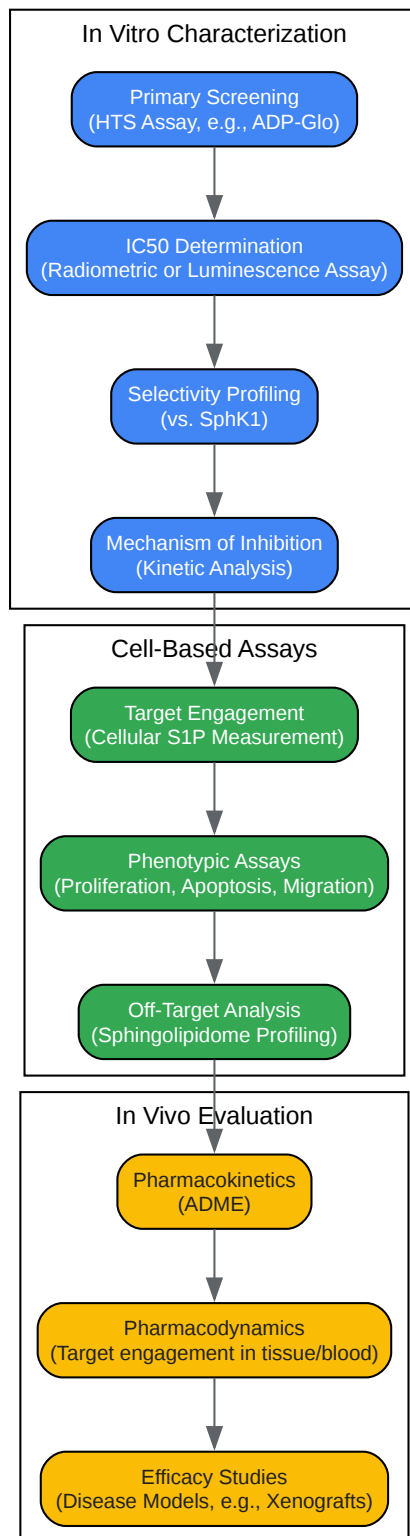 In Vitro Characterization
Primary Screening
(HTS Assay, e.g., ADP-Glo)
IC50 Determination
(Radiometric or Luminescence Assay)
Selectivity Profiling
(vs. SphK1)
Mechanism of Inhibition
(Kinetic Analysis)
Cell-Based Assays
Target Engagement
(Cellular S1P Measurement)
Phenotypic Assays
(Proliferation, Apoptosis, Migration)
Off-Target Analysis
(Sphingolipidome Profiling)
In Vivo Evaluation
Pharmacokinetics
(ADME)
Pharmacodynamics
(Target engagement in tissue/blood)
Efficacy Studies
(Disease Models, e.g., Xenografts)